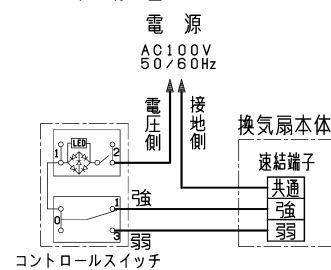 電源
AC100V
50/60Hz
電圧側
接地側
換気扇本体
速結端子
共通
強
弱
LED
1
2
強
0
1
3
弱
コントロールスイッチ